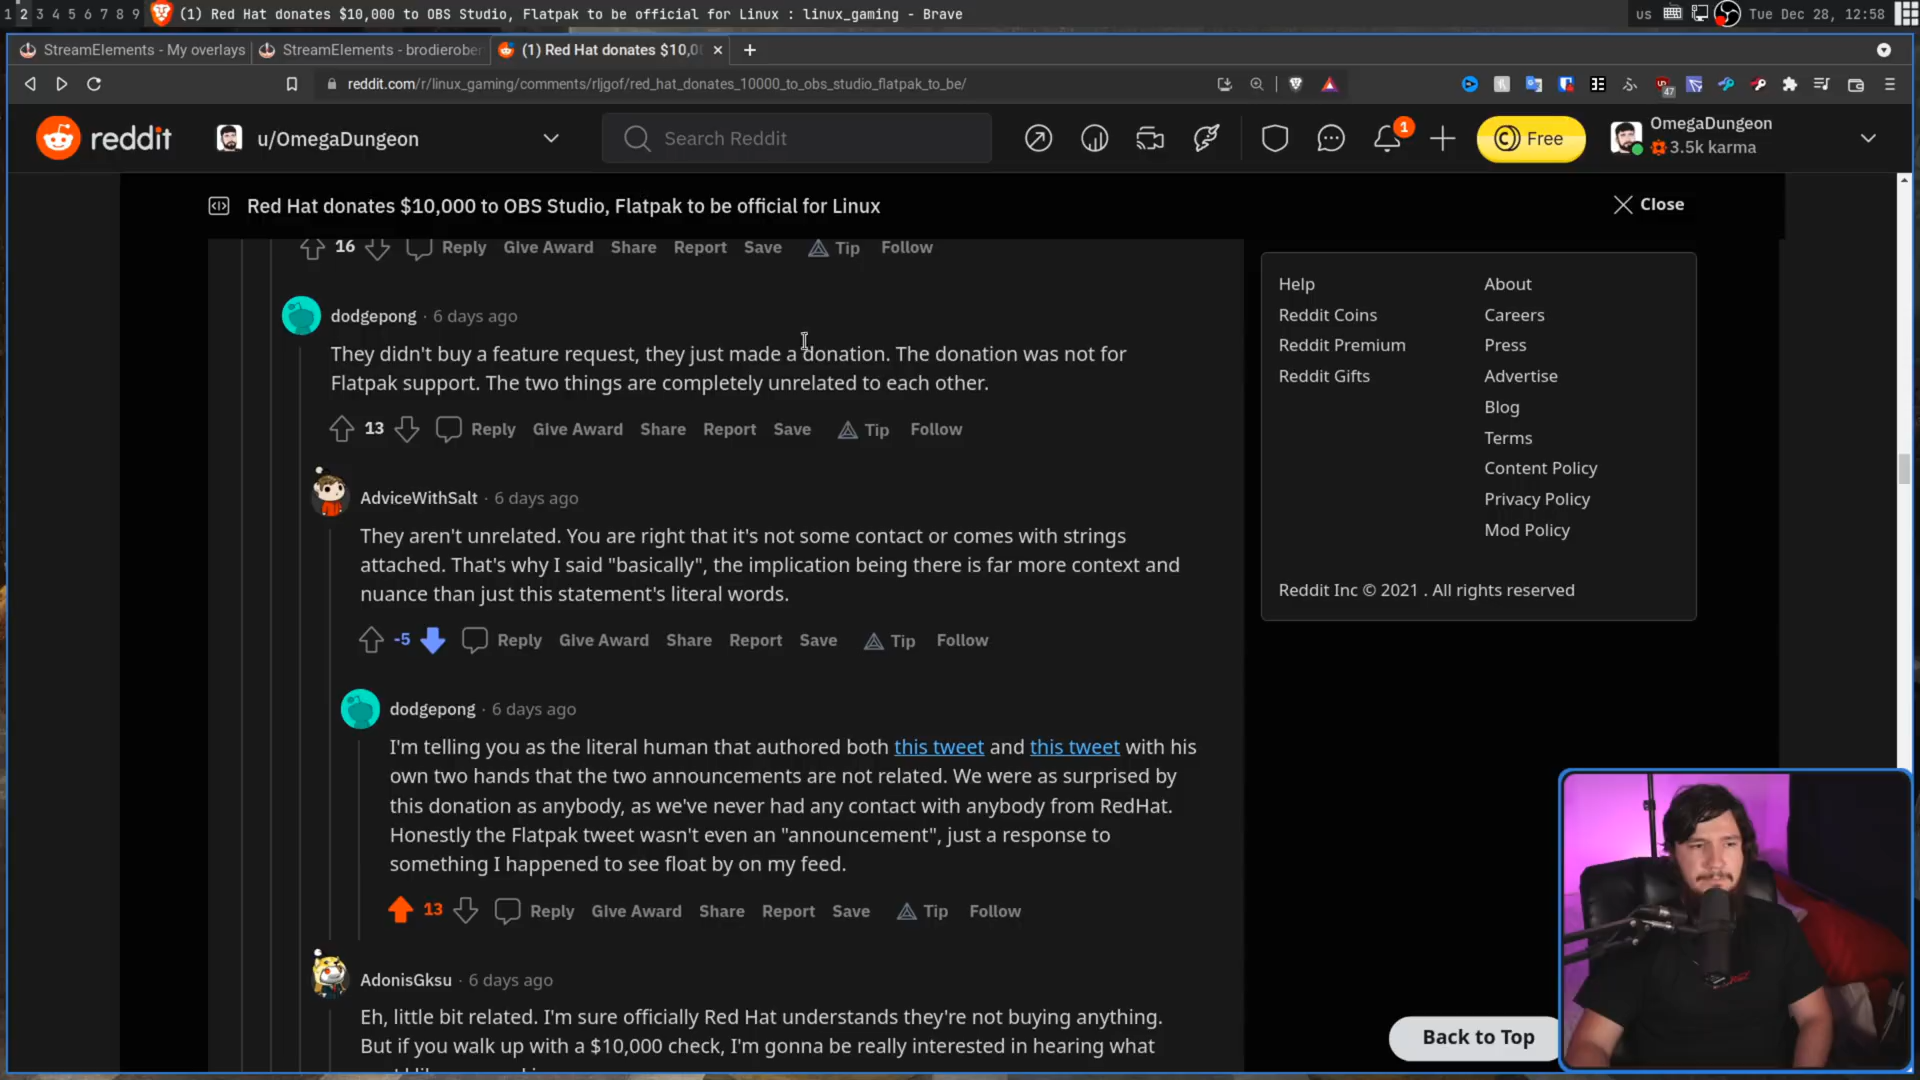 1 2 3 4 5 6 7 8 9 (1) Red Hat donates $10,000 to OBS Studio, Flatpak to be official for Linux : linux_gaming - Brave us Tue Dec 28, 12:58
StreamElements - My overlays StreamElements - brodierober (1) Red Hat donates $10,0
reddit.com/r/linux_gaming/comments/rljgof/red_hat_donates_10000_to_obs_studio_flatpak_to_be/ 47
reddit u/OmegaDungeon Search Reddit 1 Free OmegaDungeon
3.5k karma
Red Hat donates $10,000 to OBS Studio, Flatpak to be official for Linux Close
16 Reply Give Award Share Report Save Tip Follow
dodgepong · 6 days ago
They didn't buy a feature request, they just made a donation. The donation was not for
Flatpak support. The two things are completely unrelated to each other.
13 Reply Give Award Share Report Save Tip Follow
AdviceWithSalt · 6 days ago
They aren't unrelated. You are right that it's not some contact or comes with strings
attached. That's why I said "basically", the implication being there is far more context and
nuance than just this statement's literal words.
-5 Reply Give Award Share Report Save Tip Follow
dodgepong · 6 days ago
I'm telling you as the literal human that authored both this tweet and this tweet with his
own two hands that the two announcements are not related. We were as surprised by
this donation as anybody, as we've never had any contact with anybody from RedHat.
Honestly the Flatpak tweet wasn't even an "announcement", just a response to
something I happened to see float by on my feed.
13 Reply Give Award Share Report Save Tip Follow
AdonisGksu · 6 days ago
Eh, little bit related. I'm sure officially Red Hat understands they're not buying anything.
But if you walk up with a $10,000 check, I'm gonna be really interested in hearing what
Help About
Reddit Coins Careers
Reddit Premium Press
Reddit Gifts Advertise
Blog
Terms
Content Policy
Privacy Policy
Mod Policy
Reddit Inc © 2021 . All rights reserved
Back to Top